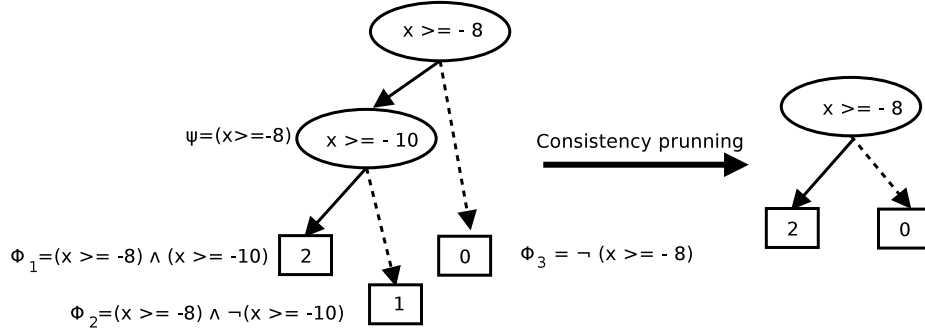 x >= - 8
ψ=(x>=-8)
x >= - 10
Consistency prunning
x >= - 8
Φ1=(x >= -8) ∧ (x >= -10)
2
0
Φ3 = ¬ (x >= - 8)
2
0
Φ2=(x >= -8) ∧ ¬(x >= -10)
1